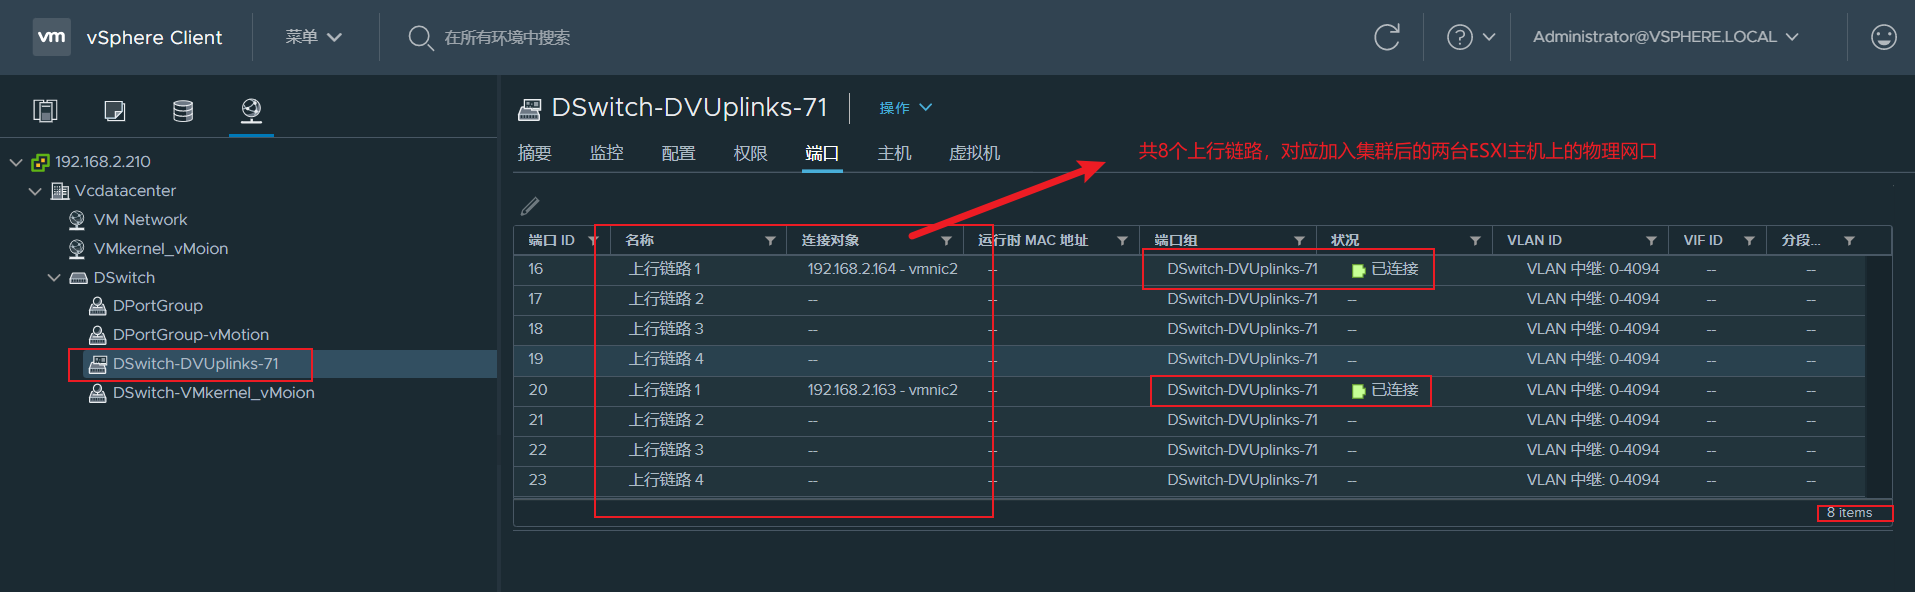 vm vSphere Client 菜单 在所有环境中搜索 Administrator@VSPHERE.LOCAL
192.168.2.210
Vcdatacenter
VM Network
VMkernel_vMoion
DSwitch
DPortGroup
DPortGroup-vMotion
DSwitch-DVUplinks-71
DSwitch-VMkernel_vMoion
DSwitch-DVUplinks-71 操作
摘要 监控 配置 权限 端口 主机 虚拟机
共8个上行链路，对应加入集群后的两台ESXI主机上的物理网口
端口 ID 名称 连接对象 运行时 MAC 地址 端口组 状况 VLAN ID VIF ID 分段...
16 上行链路 1 192.168.2.164 - vmnic2 -- DSwitch-DVUplinks-71 已连接 VLAN 中继: 0-4094 -- --
17 上行链路 2 -- -- DSwitch-DVUplinks-71 -- VLAN 中继: 0-4094 -- --
18 上行链路 3 -- -- DSwitch-DVUplinks-71 -- VLAN 中继: 0-4094 -- --
19 上行链路 4 -- -- DSwitch-DVUplinks-71 -- VLAN 中继: 0-4094 -- --
20 上行链路 1 192.168.2.163 - vmnic2 -- DSwitch-DVUplinks-71 已连接 VLAN 中继: 0-4094 -- --
21 上行链路 2 -- -- DSwitch-DVUplinks-71 -- VLAN 中继: 0-4094 -- --
22 上行链路 3 -- -- DSwitch-DVUplinks-71 -- VLAN 中继: 0-4094 -- --
23 上行链路 4 -- -- DSwitch-DVUplinks-71 -- VLAN 中继: 0-4094 -- --
8 items